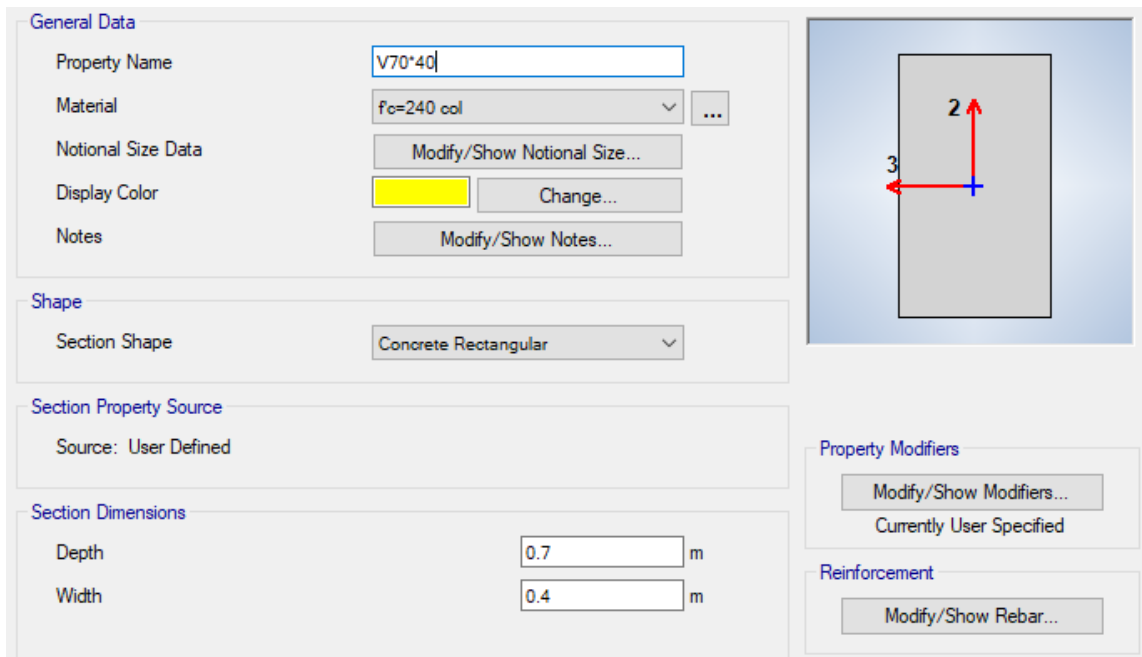 General Data
Property Name V70*40
Material f'c=240 col ...
Notional Size Data Modify/Show Notional Size...
Display Color Change...
Notes Modify/Show Notes...
2
3
Shape
Section Shape Concrete Rectangular
Section Property Source
Source: User Defined
Property Modifiers
Modify/Show Modifiers...
Currently User Specified
Section Dimensions
Depth 0.7 m
Width 0.4 m
Reinforcement
Modify/Show Rebar...